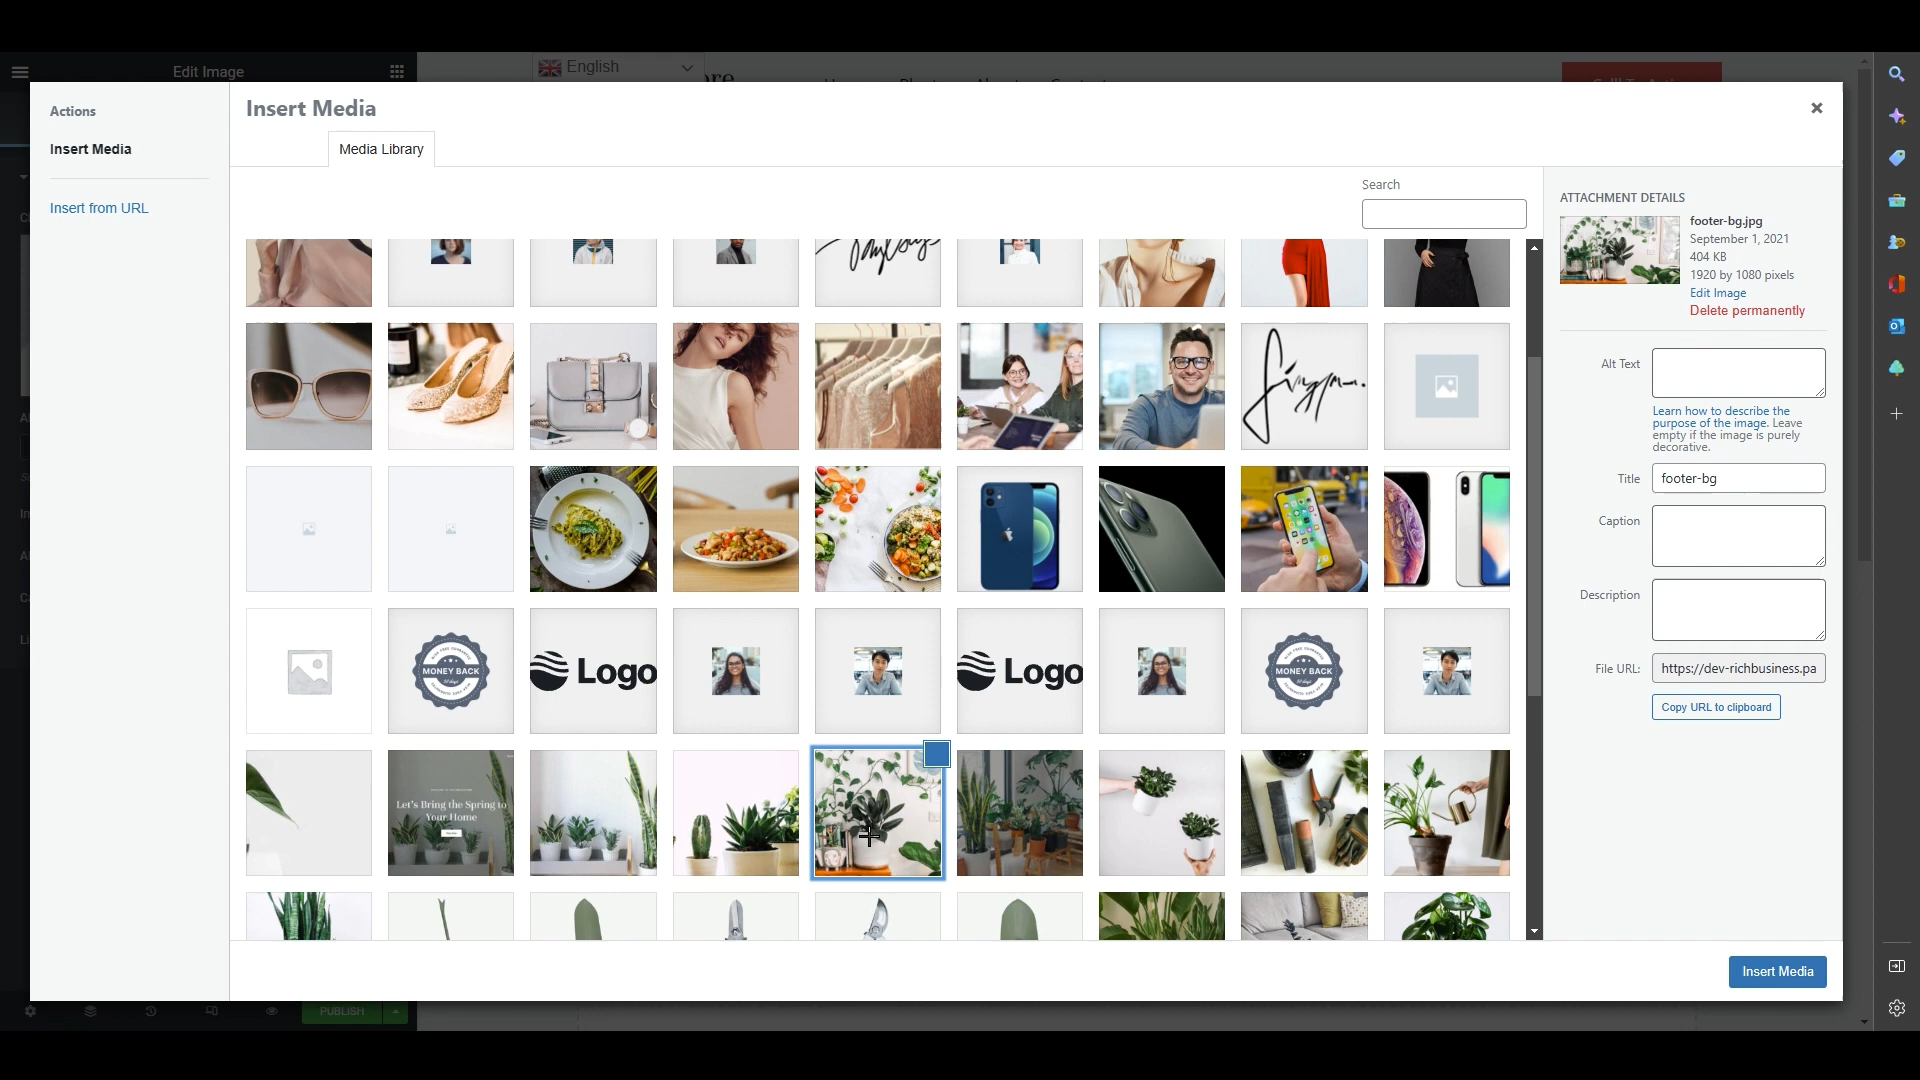 Edit Image
English
Actions
Insert Media
Insert from URL
Insert Media
Media Library
Search
MONEY BACK
Logo
Logo
MONEY BACK
Let's Bring the Spring to
Your Home
ATTACHMENT DETAILS
footer-bg.jpg
September 1, 2021
404 KB
1920 by 1080 pixels
Edit Image
Delete permanently
Alt Text
Learn how to describe the
purpose of the image. Leave
empty if the image is purely
decorative.
Title
footer-bg
Caption
Description
File URL:
https://dev-richbusiness.pa
Copy URL to clipboard
Insert Media
PUBLISH